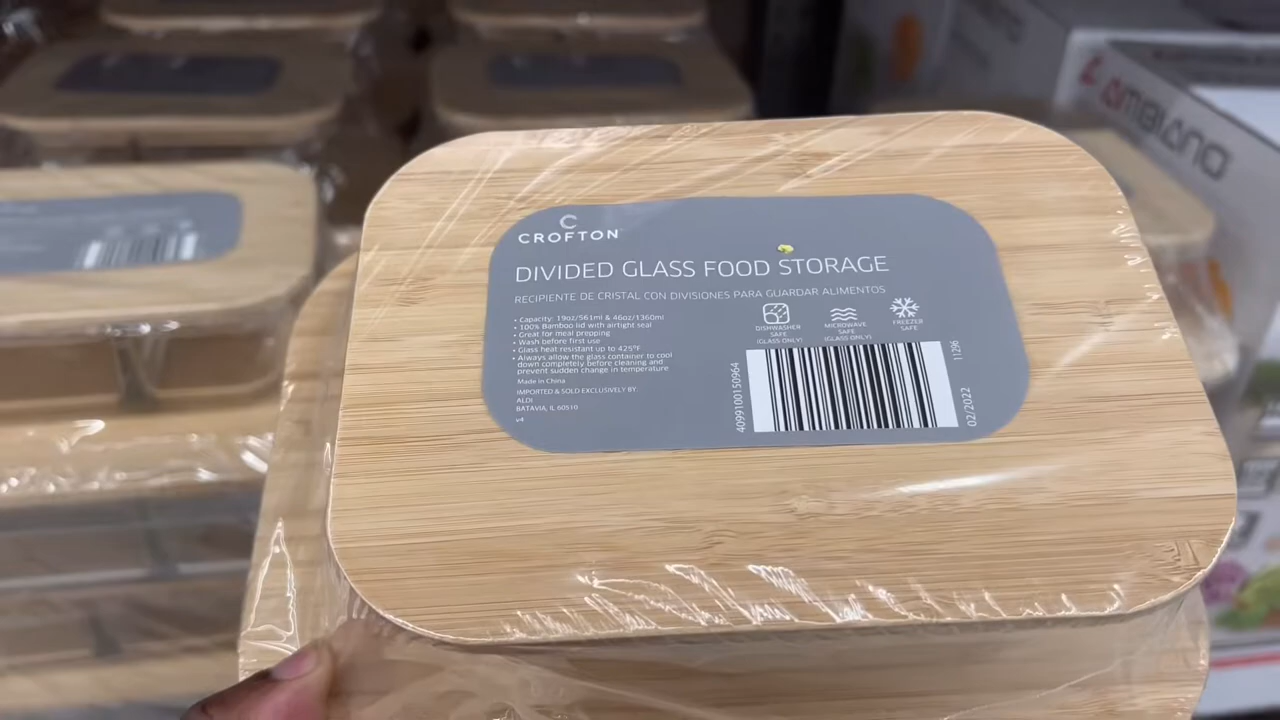 C
CROFTON
DIVIDED GLASS FOOD STORAGE
RECIPIENTE DE CRISTAL CON DIVISIONES PARA GUARDAR ALIMENTOS
• Capacity: 19oz/561ml & 46oz/1360ml
• 100% Bamboo lid with airtight seal
• Great for meal prepping
• Wash before first use
• Glass heat resistant up to 425°F
• Always allow the glass container to cool
down completely before cleaning and
prevent sudden change in temperature
Made in China
IMPORTED & SOLD EXCLUSIVELY BY:
ALDI
BATAVIA, IL 60510
v4
DISHWASHER
SAFE
(GLASS ONLY)
MICROWAVE
SAFE
(GLASS ONLY)
FREEZER
SAFE
4099100150964
11296
02/2022
AMBIANO